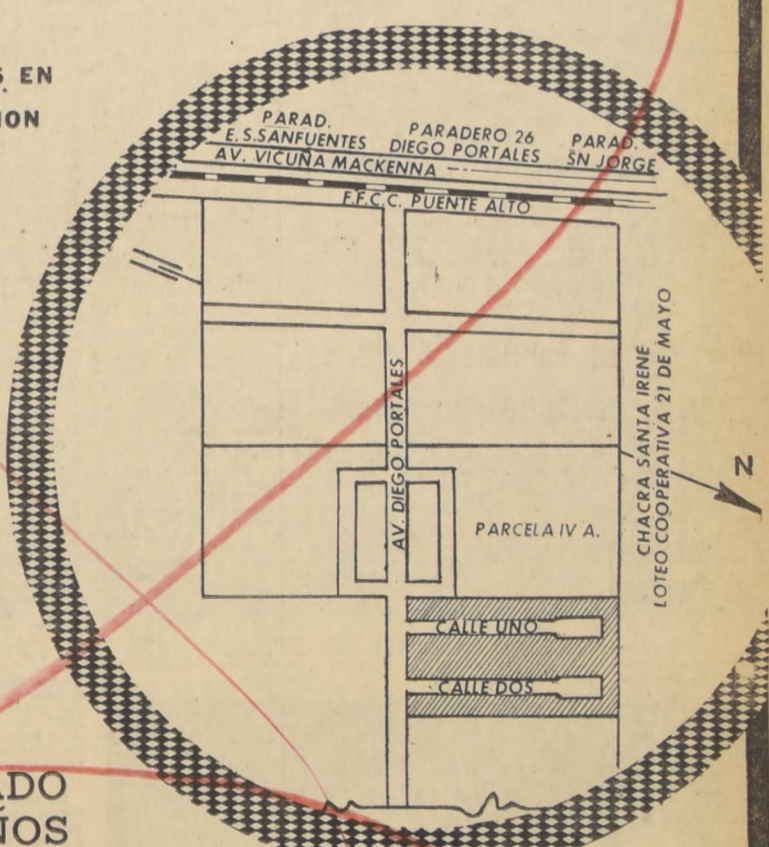 S EN
ION
PARAD.
E.S.SANFUENTES
PARADERO 26
DIEGO PORTALES
PARAD.
SN JORGE
AV. VICUÑA MACKENNA
F.F.C.C. PUENTE ALTO
AV. DIEGO PORTALES
CHACRA SANTA IRENE
LOTEO COOPERATIVA 21 DE MAYO
N
PARCELA IV A.
CALLE UNO
CALLE DOS
ADO
ÑOS